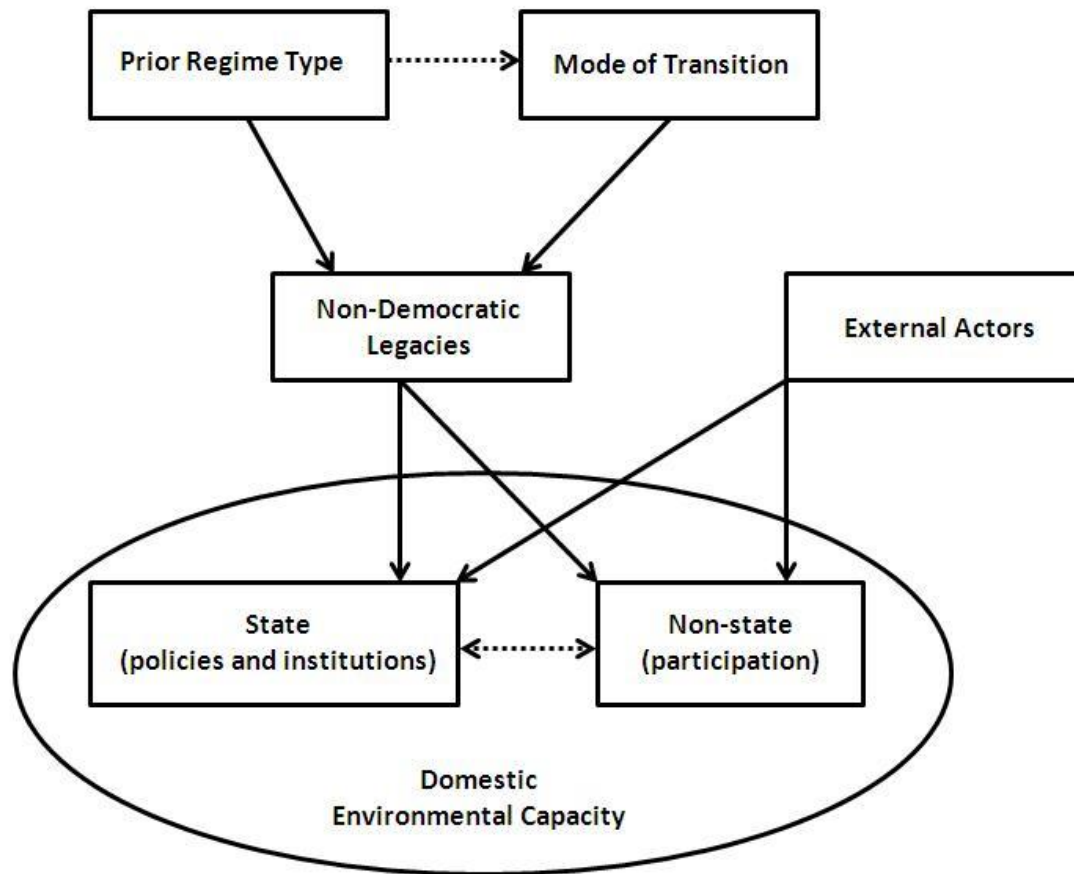 Prior Regime Type
Mode of Transition
Non-Democratic
Legacies
External Actors
State
(policies and institutions)
Non-state
(participation)
Domestic
Environmental Capacity